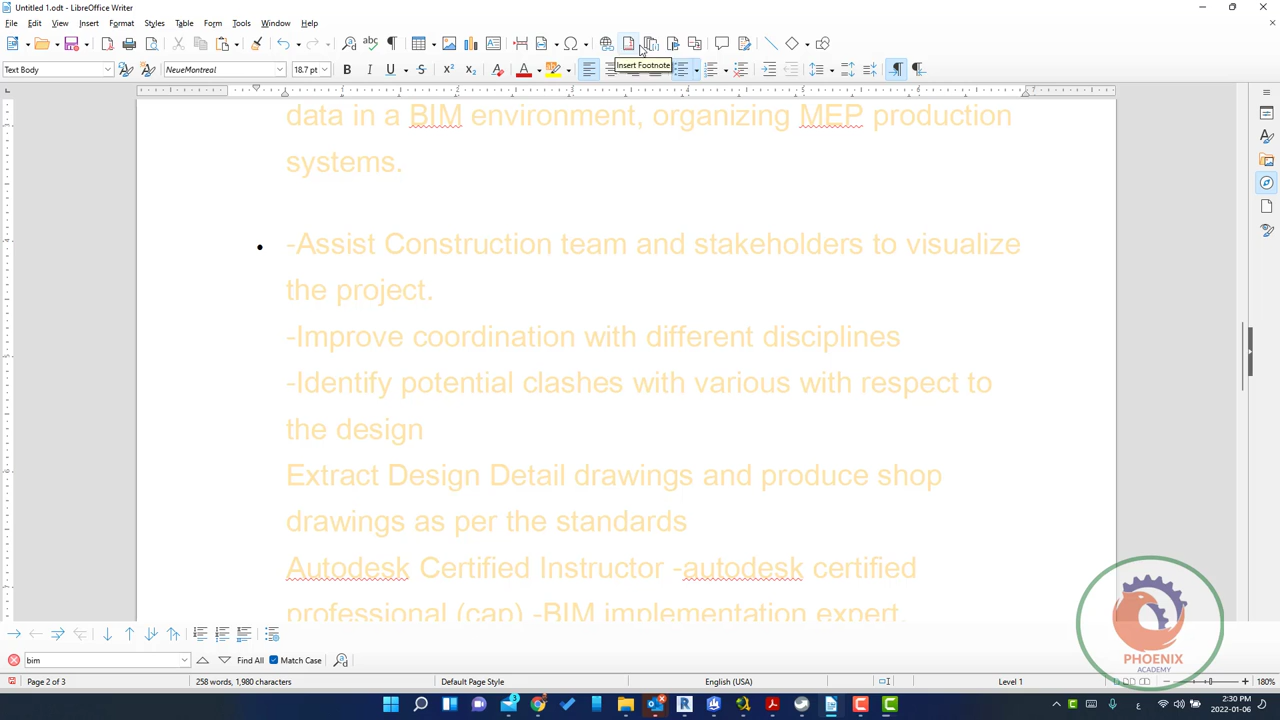 Untitled 1.odt - LibreOffice Writer
File Edit View Insert Format Styles Table Form Tools Window Help
Text Body NeueMontreal 18.7 pt
Insert Footnote
data in a BIM environment, organizing MEP production
systems.
• -Assist Construction team and stakeholders to visualize
the project.
-Improve coordination with different disciplines
-Identify potential clashes with various with respect to
the design
Extract Design Detail drawings and produce shop
drawings as per the standards
Autodesk Certified Instructor -autodesk certified
professional (cap) -BIM implementation expert
PHOENIX
ACADEMY
bim Find All Match Case
Page 2 of 3 258 words, 1,980 characters Default Page Style English (USA) Level 1 180%
2:30 PM
2022-01-06